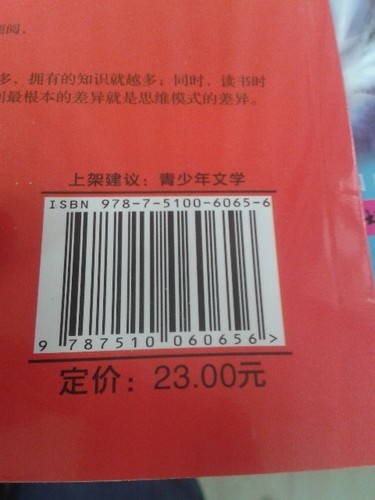 多，拥有的知识就越多；同时，读书时
最根本的差异就是思维模式的差异。
上架建议：青少年文学
ISBN 978-7-5100-6065-6
9 787510 060656 >
定价：23.00元